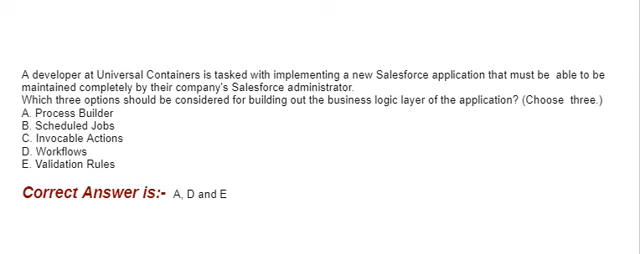 A developer at Universal Containers is tasked with implementing a new Salesforce application that must be able to be
maintained completely by their company's Salesforce administrator.
Which three options should be considered for building out the business logic layer of the application? (Choose three.)
A. Process Builder
B. Scheduled Jobs
C. Invocable Actions
D. Workflows
E. Validation Rules
Correct Answer is:- A, D and E